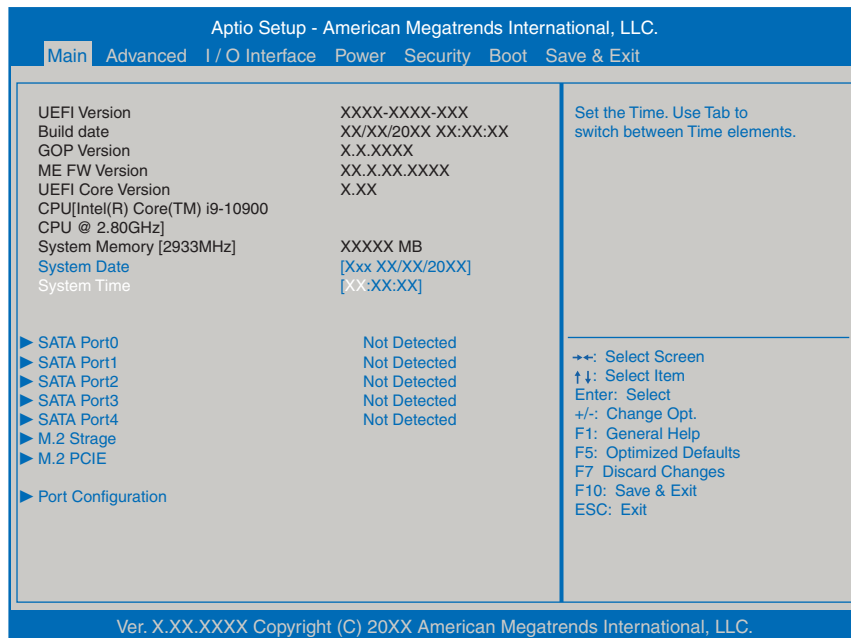 Aptio Setup - American Megatrends International, LLC.
Main Advanced I / O Interface Power Security Boot Save & Exit
UEFI Version XXXX-XXXX-XXX
Build date XX/XX/20XX XX:XX:XX
GOP Version X.X.XXXX
ME FW Version XX.X.XX.XXXX
UEFI Core Version X.XX
CPU[Intel(R) Core(TM) i9-10900
CPU @ 2.80GHz]
System Memory [2933MHz] XXXXX MB
System Date [Xxx XX/XX/20XX]
System Time [XX:XX:XX]
▶ SATA Port0 Not Detected
▶ SATA Port1 Not Detected
▶ SATA Port2 Not Detected
▶ SATA Port3 Not Detected
▶ SATA Port4 Not Detected
▶ M.2 Strage
▶ M.2 PCIE
▶ Port Configuration
Set the Time. Use Tab to
switch between Time elements.
→←: Select Screen
↑↓: Select Item
Enter: Select
+/-: Change Opt.
F1: General Help
F5: Optimized Defaults
F7 Discard Changes
F10: Save & Exit
ESC: Exit
Ver. X.XX.XXXX Copyright (C) 20XX American Megatrends International, LLC.